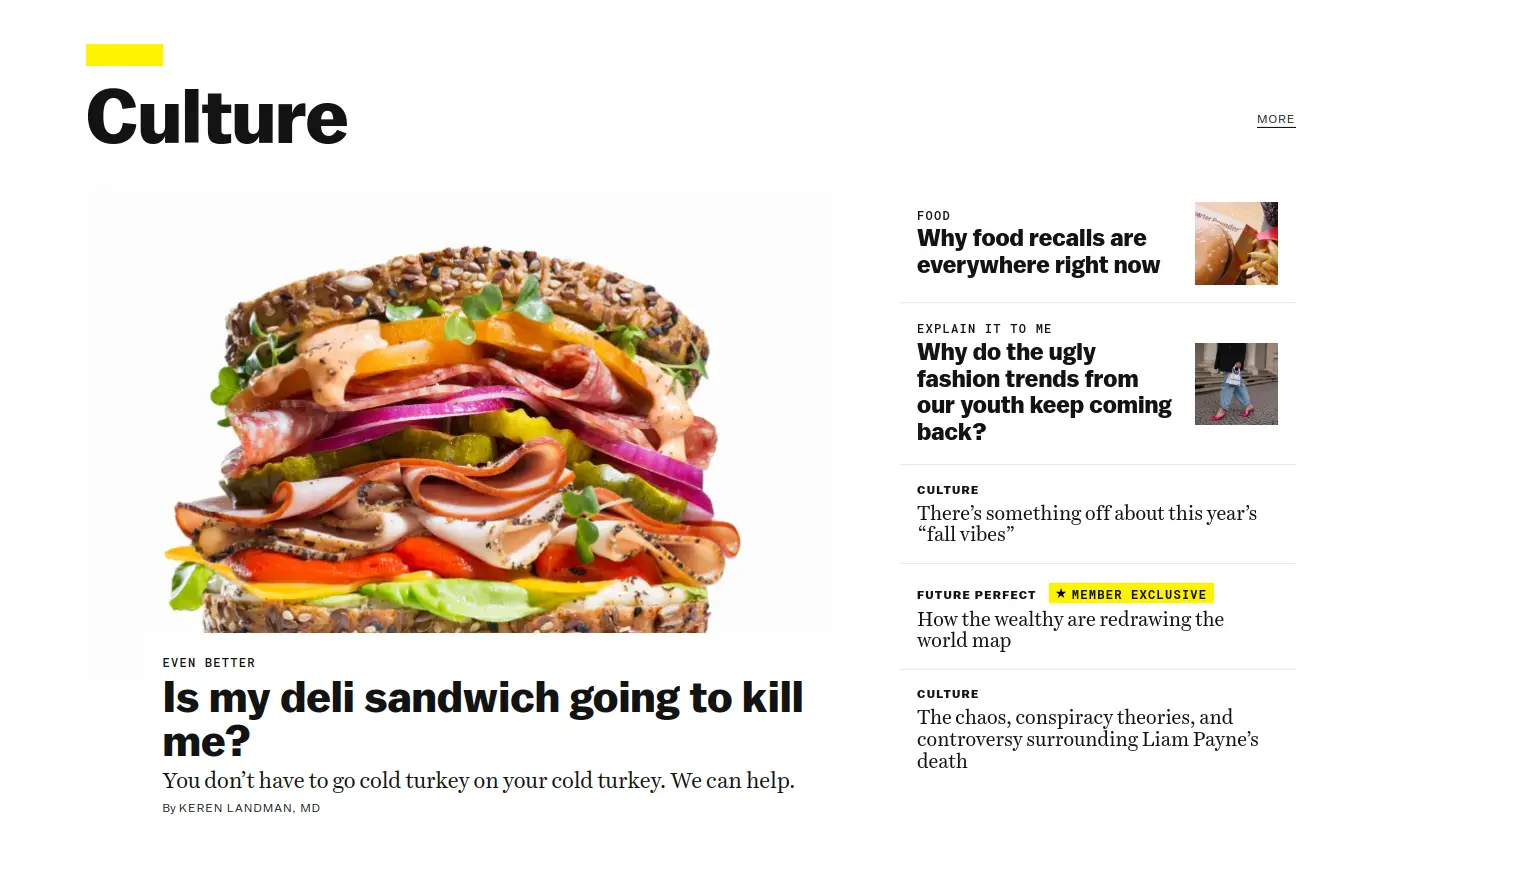 Culture
MORE
EVEN BETTER
Is my deli sandwich going to kill
me?
You don’t have to go cold turkey on your cold turkey. We can help.
By KEREN LANDMAN, MD
FOOD
Why food recalls are
everywhere right now
EXPLAIN IT TO ME
Why do the ugly
fashion trends from
our youth keep coming
back?
CULTURE
There’s something off about this year’s
“fall vibes”
FUTURE PERFECT ★ MEMBER EXCLUSIVE
How the wealthy are redrawing the
world map
CULTURE
The chaos, conspiracy theories, and
controversy surrounding Liam Payne’s
death